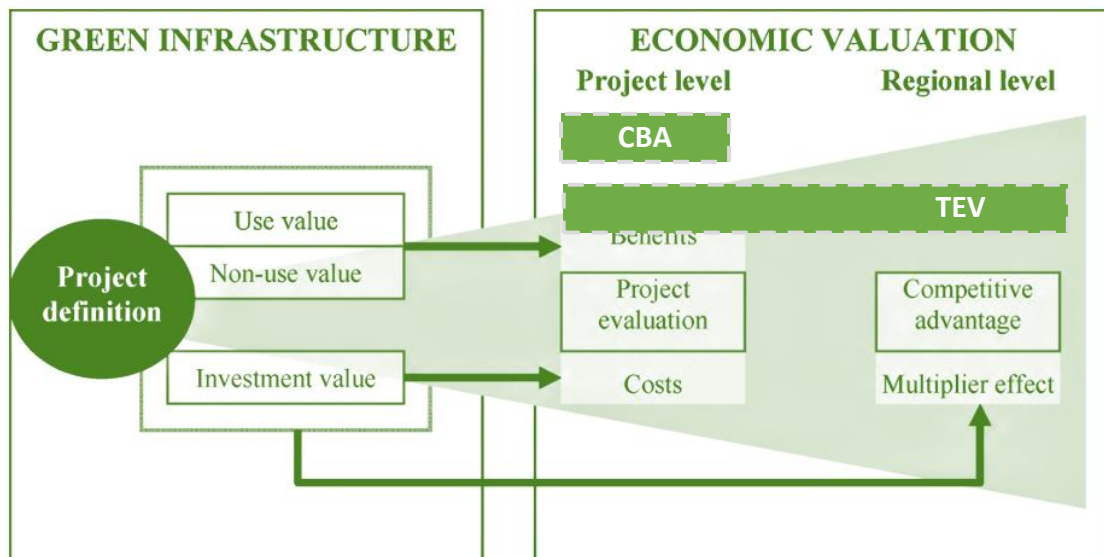 GREEN INFRASTRUCTURE
Project
definition
Use value
Non-use value
Investment value
ECONOMIC VALUATION
Project level
Regional level
CBA
TEV
Benefits
Project
evaluation
Costs
Competitive
advantage
Multiplier effect